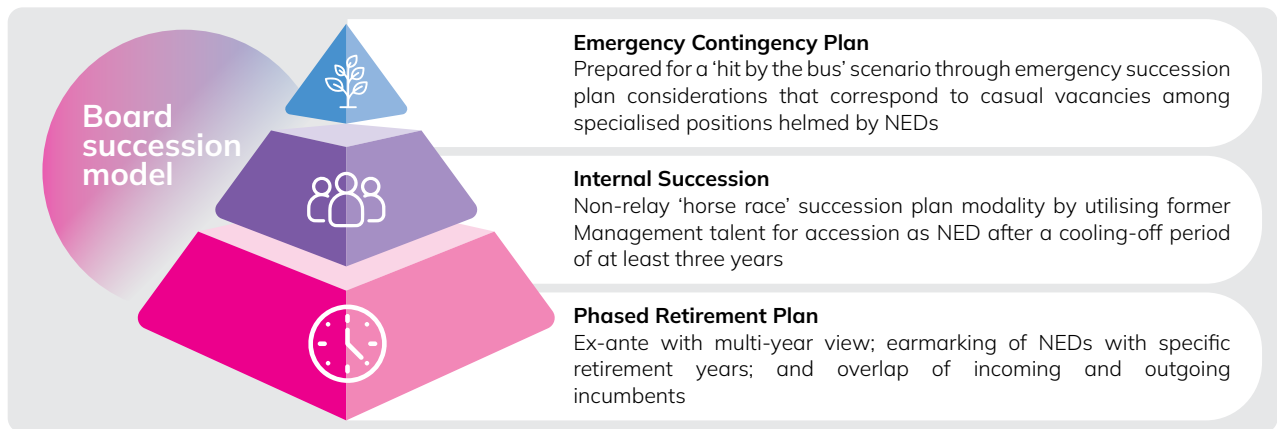 Board
succession
model
Emergency Contingency Plan
Prepared for a ‘hit by the bus’ scenario through emergency succession
plan considerations that correspond to casual vacancies among
specialised positions helmed by NEDs
Internal Succession
Non-relay ‘horse race’ succession plan modality by utilising former
Management talent for accession as NED after a cooling-off period
of at least three years
Phased Retirement Plan
Ex-ante with multi-year view; earmarking of NEDs with specific
retirement years; and overlap of incoming and outgoing
incumbents